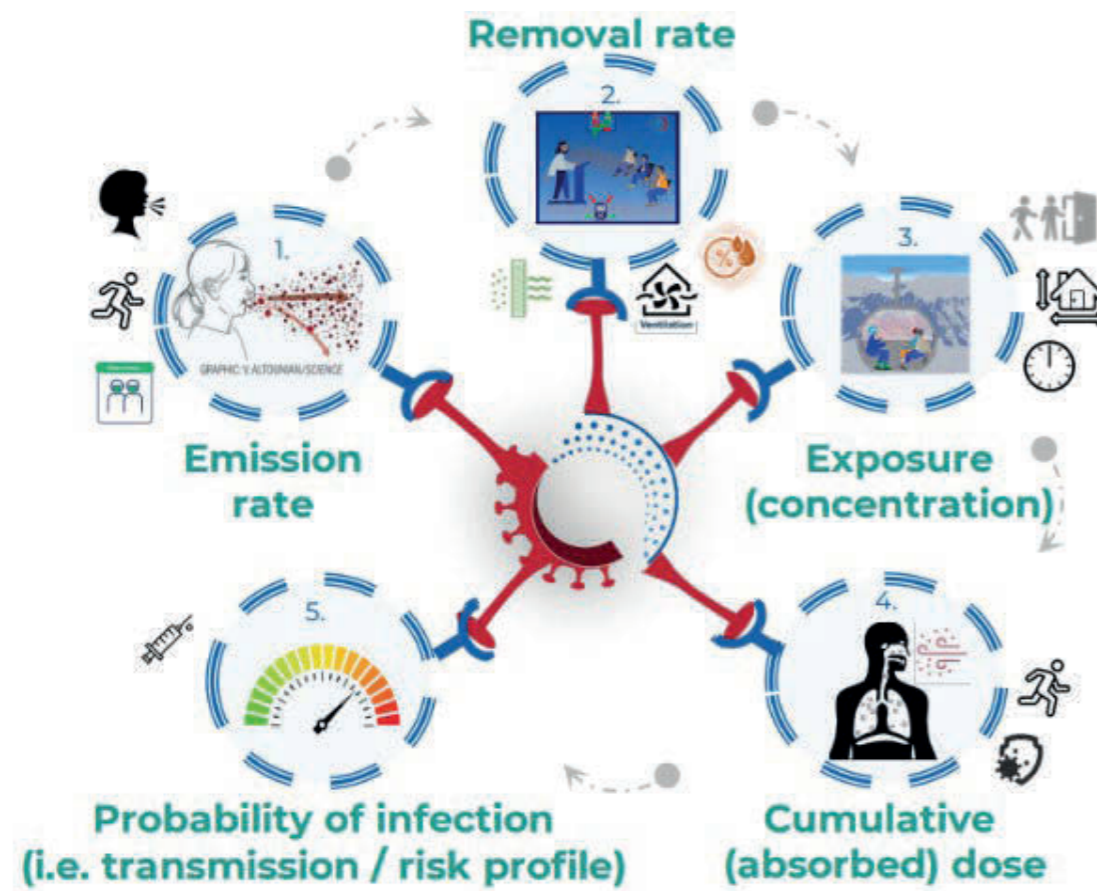 Removal rate
2.
1.
GRAPHIC: V. ALTOUNIAN/SCIENCE
Emission
rate
%
Ventilation
3.
Exposure
(concentration)
5.
Probability of infection
(i.e. transmission / risk profile)
4.
Cumulative
(absorbed) dose